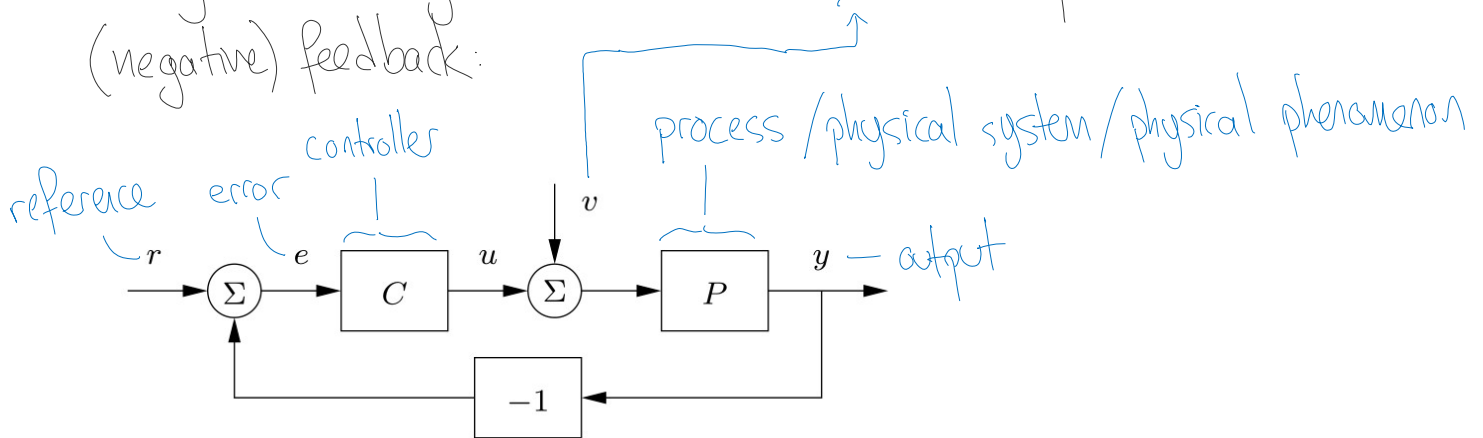 (negative) feedback:
process / physical system / physical phenomenon
controller
reference error
v
r e u y — output
Σ C Σ P
−1